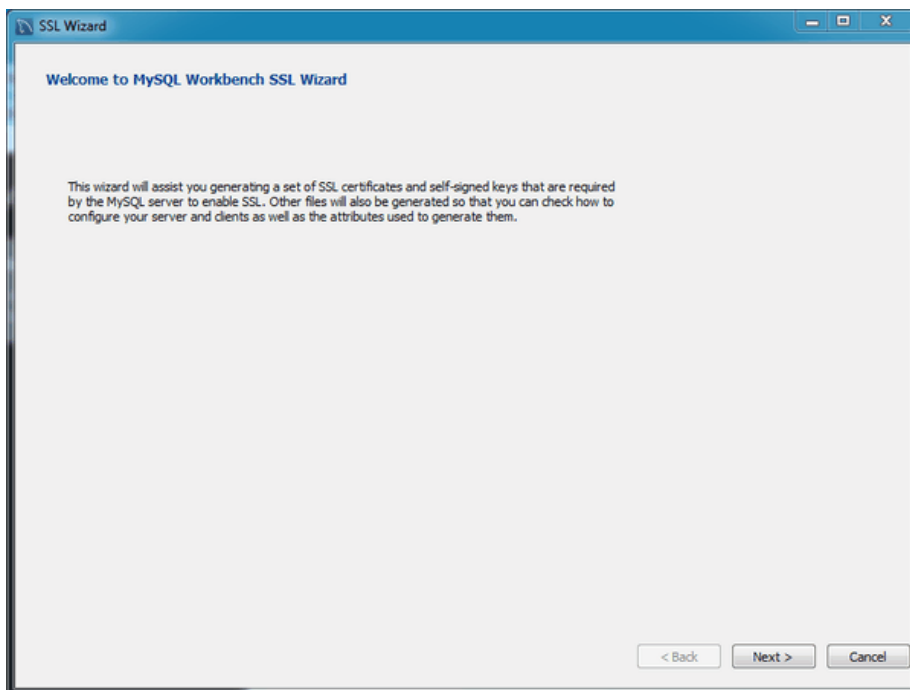 SSL Wizard
Welcome to MySQL Workbench SSL Wizard
This wizard will assist you generating a set of SSL certificates and self-signed keys that are required
by the MySQL server to enable SSL. Other files will also be generated so that you can check how to
configure your server and clients as well as the attributes used to generate them.
< Back Next > Cancel